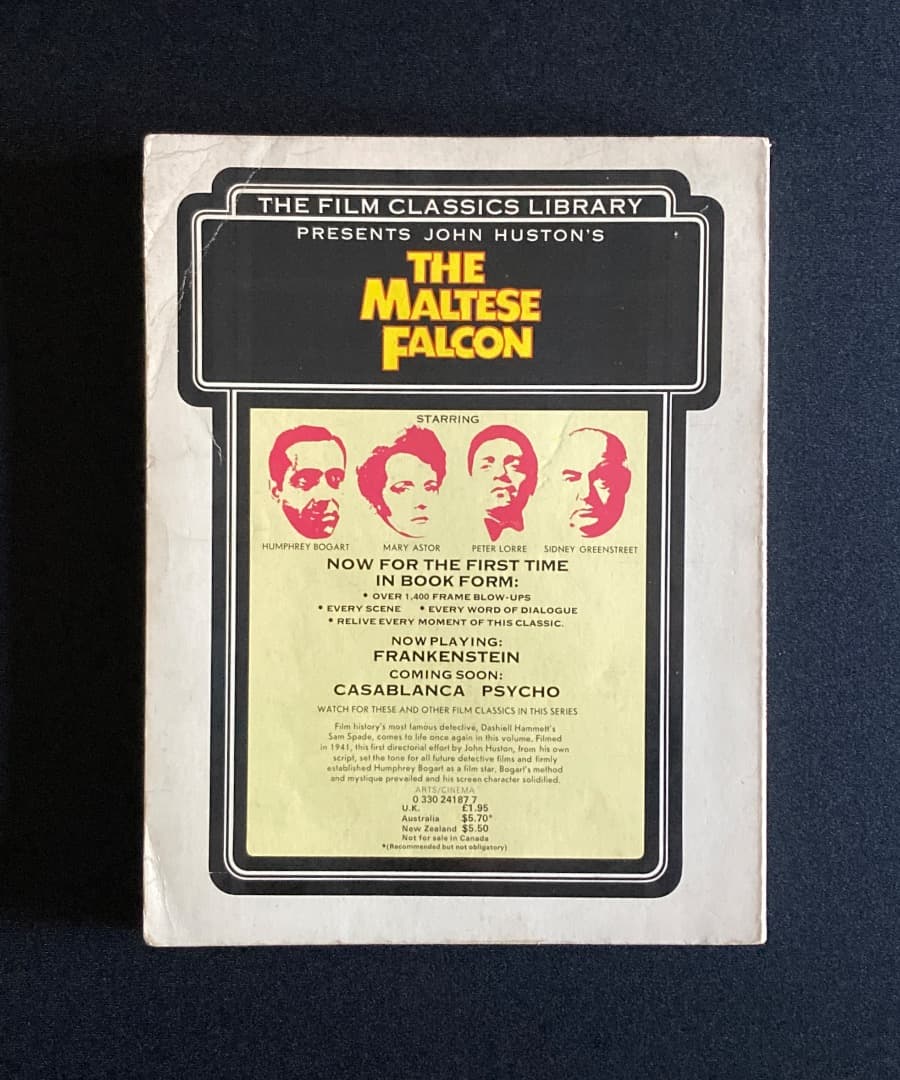 THE FILM CLASSICS LIBRARY
PRESENTS JOHN HUSTON'S
THE
MALTESE
FALCON
STARRING
HUMPHREY BOGART MARY ASTOR PETER LORRE SIDNEY GREENSTREET
NOW FOR THE FIRST TIME
IN BOOK FORM:
• OVER 1,400 FRAME BLOW-UPS
• EVERY SCENE • EVERY WORD OF DIALOGUE
• RELIVE EVERY MOMENT OF THIS CLASSIC.
NOW PLAYING:
FRANKENSTEIN
COMING SOON:
CASABLANCA PSYCHO
WATCH FOR THESE AND OTHER FILM CLASSICS IN THIS SERIES
Film history's most famous detective, Dashiell Hammett's
Sam Spade, comes to life once again in this volume. Filmed
in 1941, this first directorial effort by John Huston, from his own
script, set the tone for all future detective films and firmly
established Humphrey Bogart as a film star. Bogart's method
and mystique prevailed and his screen character solidified.
ARTS/CINEMA
0 330 24187 7
U.K. £1.95
Australia $5.70*
New Zealand $5.50
Not for sale in Canada
*(Recommended but not obligatory)